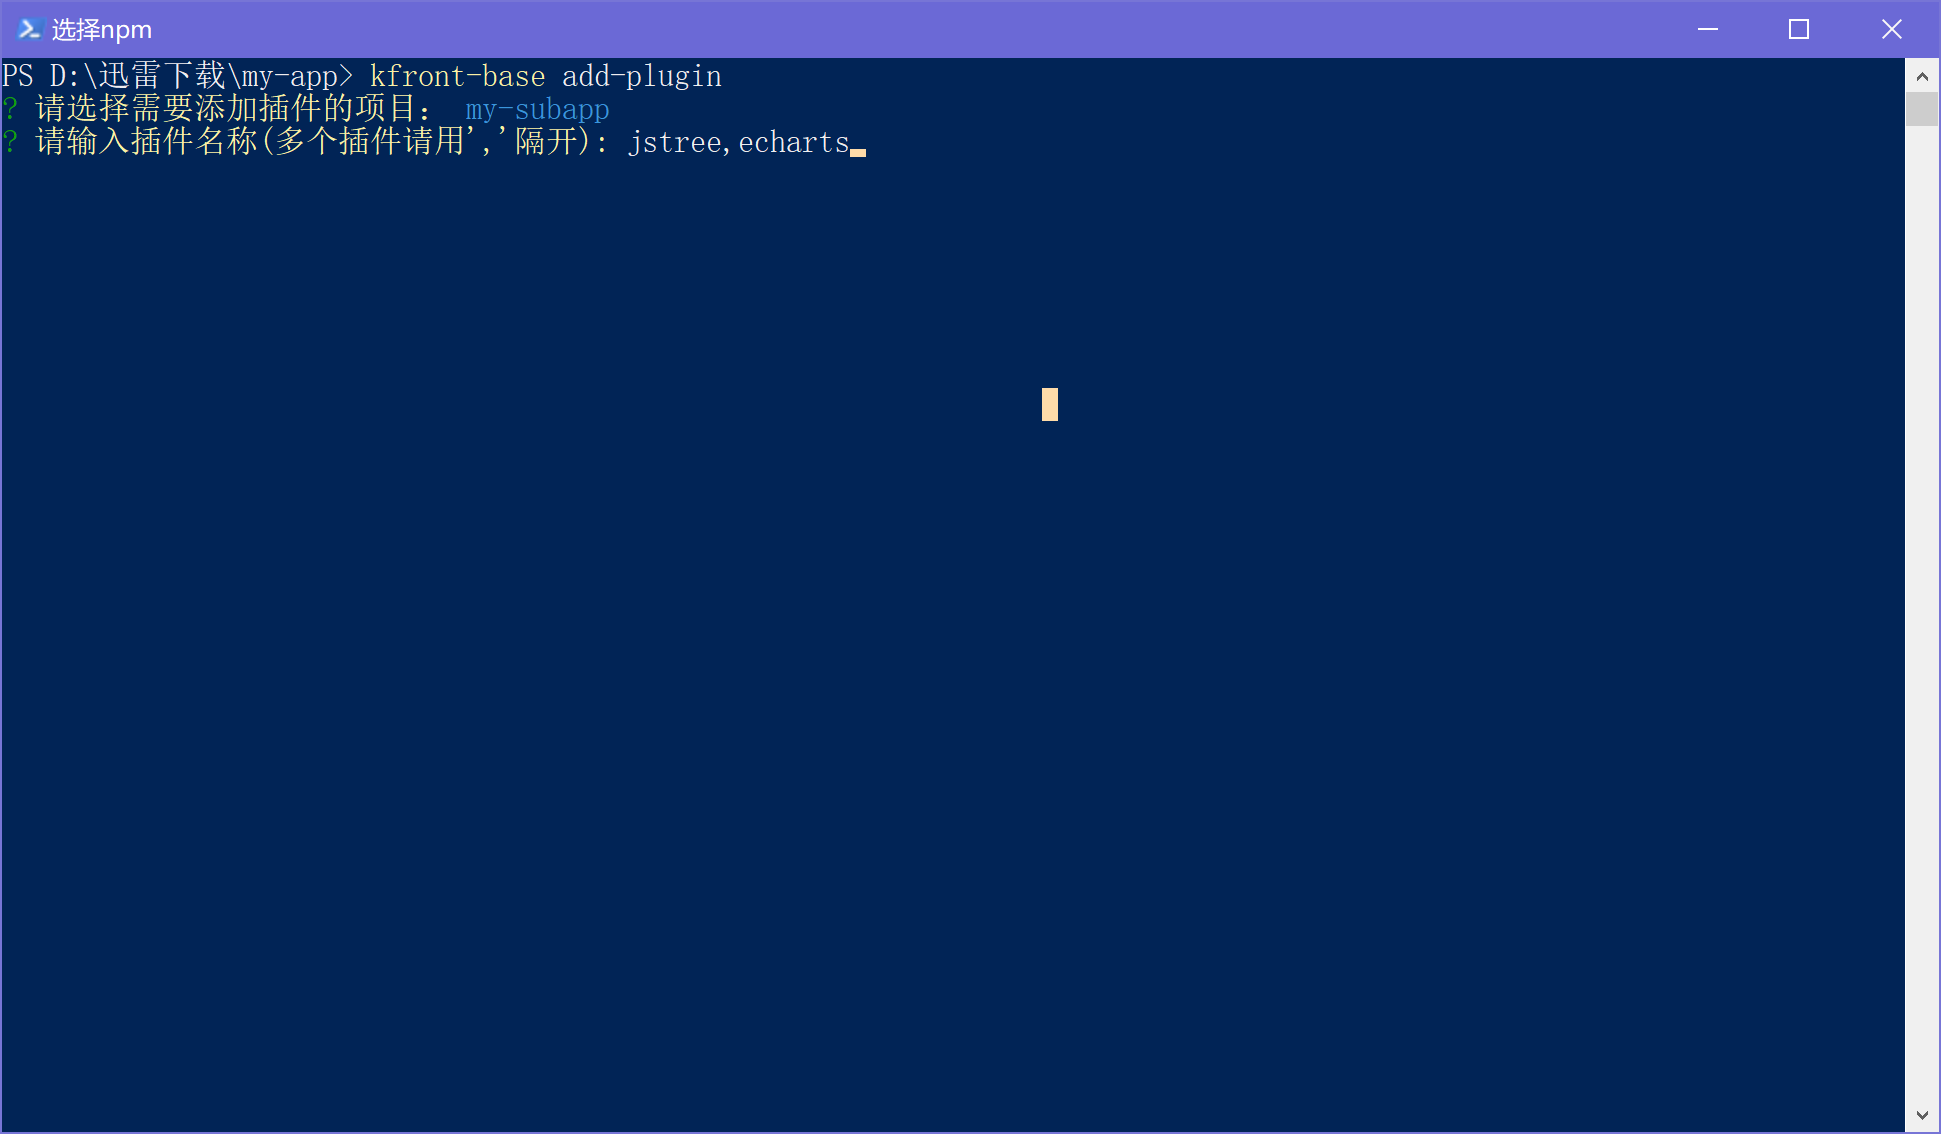 选择npm
PS D:\迅雷下载\my-app> kfront-base add-plugin
? 请选择需要添加插件的项目： my-subapp
? 请输入插件名称(多个插件请用','隔开): jstree,echarts